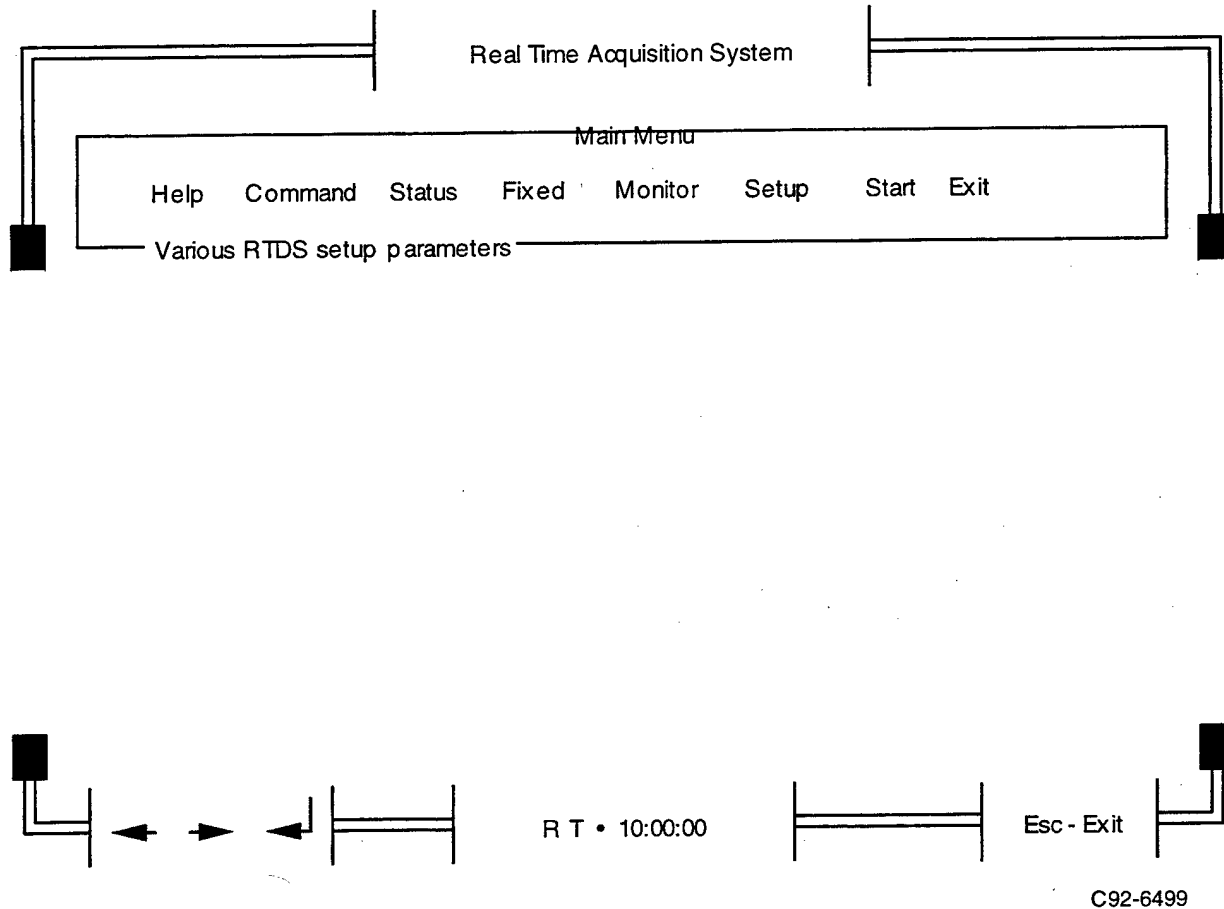 Real Time Acquisition System
Main Menu
Help Command Status Fixed Monitor Setup Start Exit
Various RTDS setup parameters
R T • 10:00:00
Esc - Exit
C92-6499